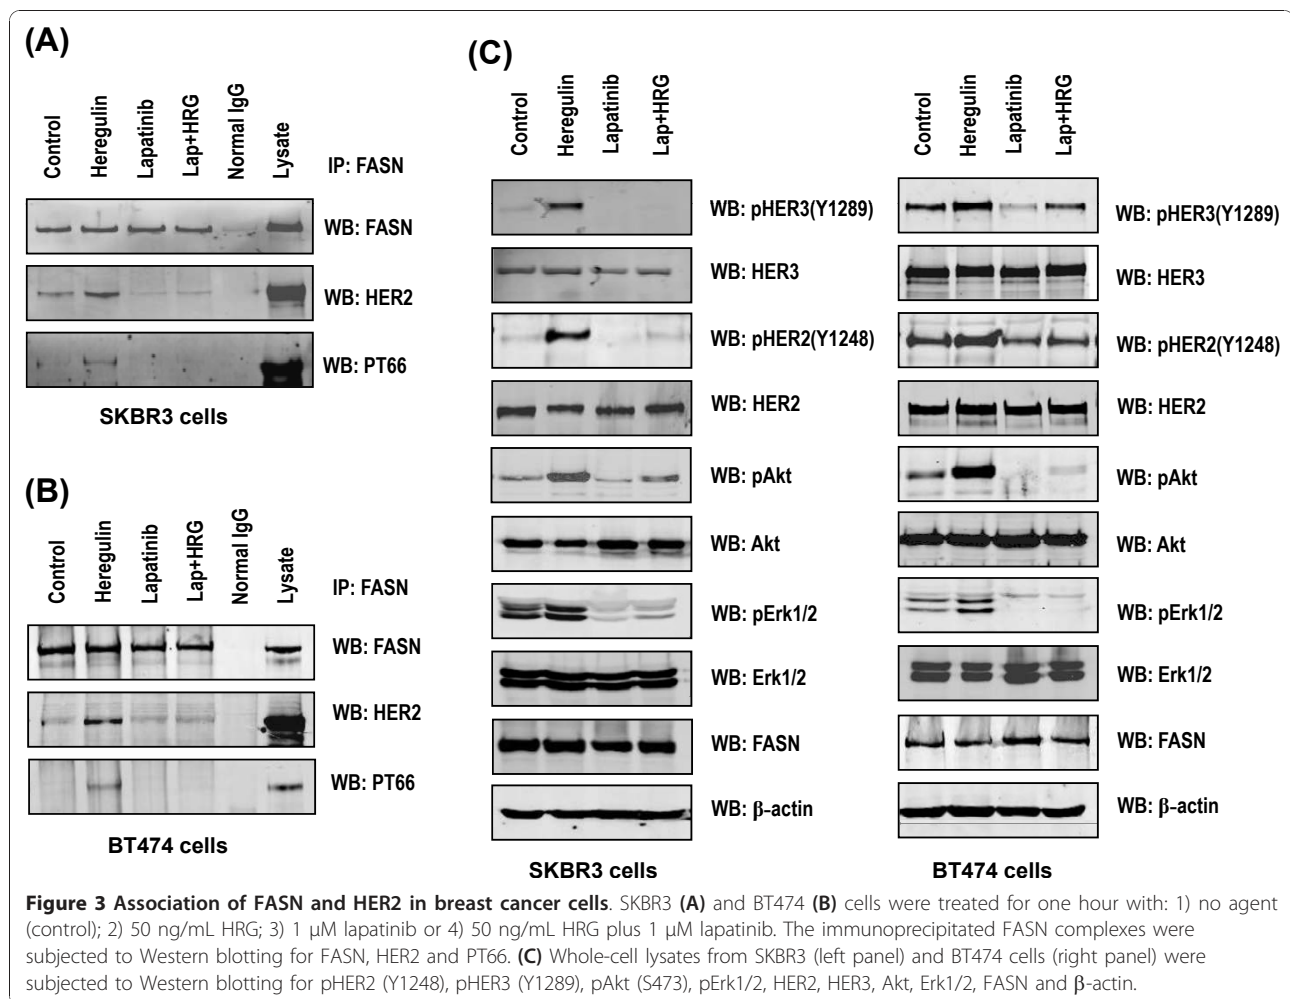 (A)
Control
Heregulin
Lapatinib
Lap+HRG
Normal IgG
Lysate
IP: FASN
WB: FASN
WB: HER2
WB: PT66
SKBR3 cells
(B)
Control
Heregulin
Lapatinib
Lap+HRG
Normal IgG
Lysate
IP: FASN
WB: FASN
WB: HER2
WB: PT66
BT474 cells
(C)
Control
Heregulin
Lapatinib
Lap+HRG
WB: pHER3(Y1289)
WB: HER3
WB: pHER2(Y1248)
WB: HER2
WB: pAkt
WB: Akt
WB: pErk1/2
WB: Erk1/2
WB: FASN
WB: β-actin
SKBR3 cells
Control
Heregulin
Lapatinib
Lap+HRG
WB: pHER3(Y1289)
WB: HER3
WB: pHER2(Y1248)
WB: HER2
WB: pAkt
WB: Akt
WB: pErk1/2
WB: Erk1/2
WB: FASN
WB: β-actin
BT474 cells
Figure 3 Association of FASN and HER2 in breast cancer cells. SKBR3 (A) and BT474 (B) cells were treated for one hour with: 1) no agent
(control); 2) 50 ng/mL HRG; 3) 1 μM lapatinib or 4) 50 ng/mL HRG plus 1 μM lapatinib. The immunoprecipitated FASN complexes were
subjected to Western blotting for FASN, HER2 and PT66. (C) Whole-cell lysates from SKBR3 (left panel) and BT474 cells (right panel) were
subjected to Western blotting for pHER2 (Y1248), pHER3 (Y1289), pAkt (S473), pErk1/2, HER2, HER3, Akt, Erk1/2, FASN and β-actin.